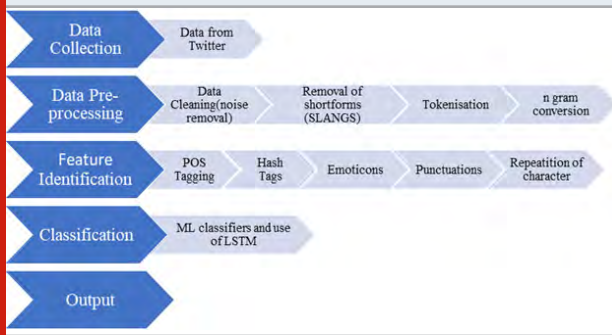 Data
Collection
Data from
Twitter
Data Pre-
processing
Data
Cleaning(noise
removal)
Removal of
shortforms
(SLANGS)
Tokenisation
n gram
conversion
Feature
Identification
POS
Tagging
Hash
Tags
Emoticons
Punctuations
Repeatition of
character
Classification
ML classifiers and use
of LSTM
Output